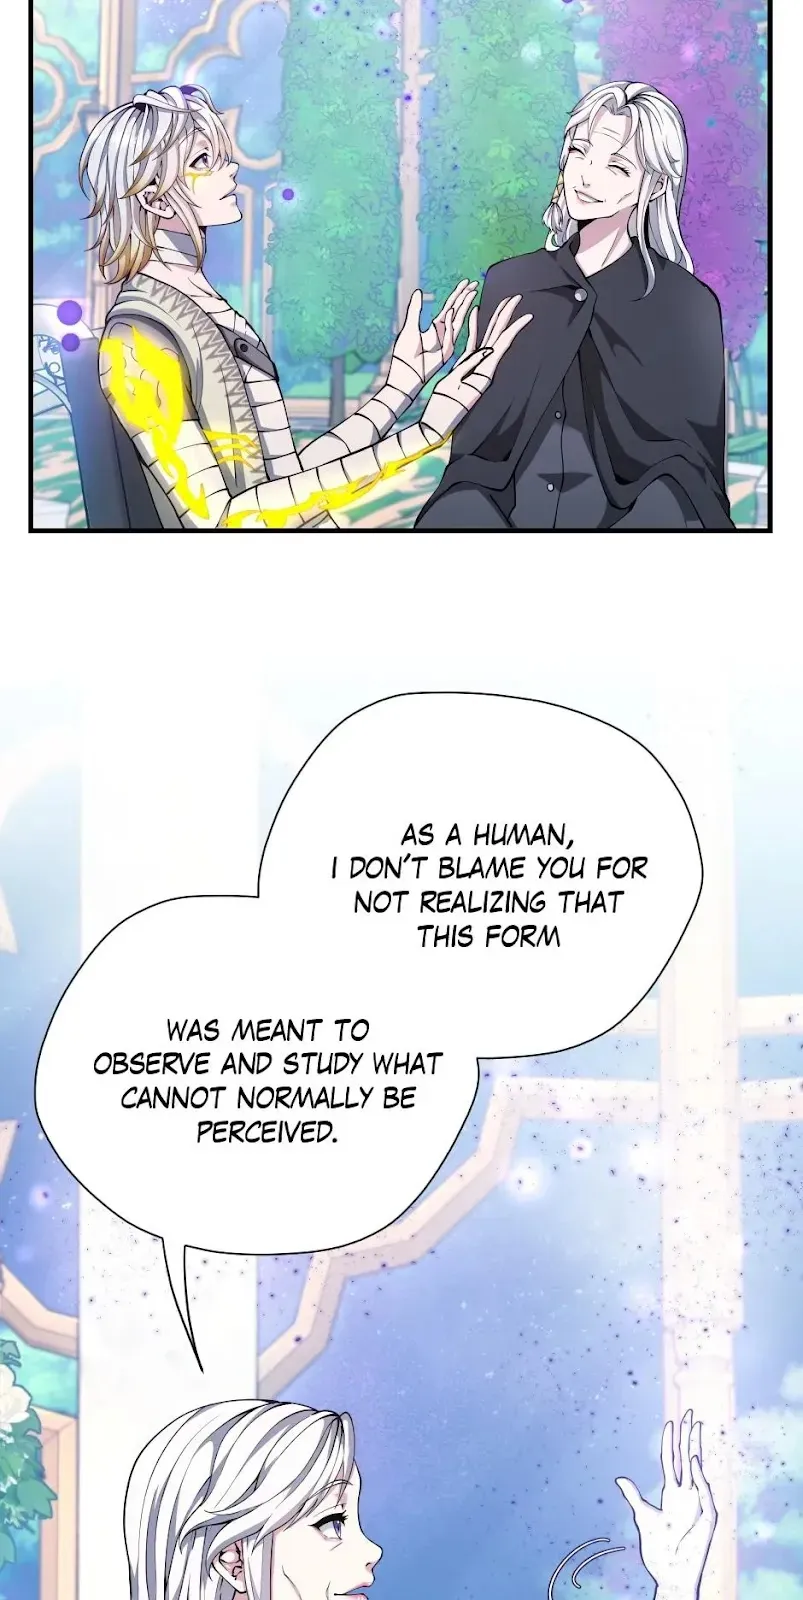 AS A HUMAN,
I DON'T BLAME YOU FOR
NOT REALIZING THAT
THIS FORM
WAS MEANT TO
OBSERVE AND STUDY WHAT
CANNOT NORMALLY BE
PERCEIVED.